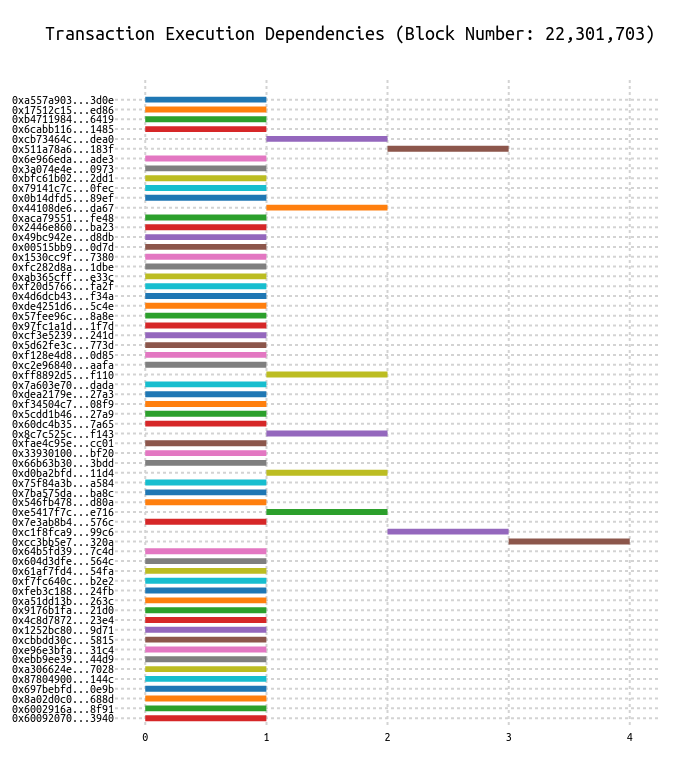 Transaction Execution Dependencies (Block Number: 22,301,703)
0xa557a903...3d0e
0x17512c15...ed86
0xb4711984...6419
0x6cabb116...1485
0xcb73464c...dea0
0x511a78a6...183f
0x6e966eda...ade3
0x3a074e4e...0973
0xbfc61b02...2dd1
0x79141c7c...0fec
0x0b14dfd5...89ef
0x44108de6...da67
0xaca79551...fe48
0x2446e860...ba23
0x49bc942e...d8db
0x00515bb9...0d7d
0x1530cc9f...7380
0xfc282d8a...1dbe
0xab365cff...e33c
0xf20d5766...fa2f
0x4d6dcb43...f34a
0xde4251d6...5c4e
0x57fee96c...8a8e
0x97fc1a1d...1f7d
0xcf3e5239...241d
0x5d62fe3c...773d
0xf128e4d8...0d85
0xc2e96840...aafa
0xff8892d5...f110
0x7a603e70...dada
0xdea2179e...27a3
0xf34504c7...08f9
0x5cdd1b46...27a9
0x60dc4b35...7a65
0x8c7c525c...f143
0xfae4c95e...cc01
0x33930100...bf20
0x66b63b30...3bdd
0xd0ba2bfd...11d4
0x75f84a3b...a584
0x7ba575da...ba8c
0x546fb478...d80a
0xe5417f7c...e716
0x7e3ab8b4...576c
0xc1f8fca9...99c6
0xcc3bb5e7...320a
0x64b5fd39...7c4d
0x604d3dfe...564c
0x61af7fd4...54fa
0xf7fc640c...b2e2
0xfeb3c188...24fb
0xa51dd13b...263c
0x9176b1fa...21d0
0x4c8d7872...23e4
0x1252bc80...9d71
0xcbbdd30c...5815
0xe96e3bfa...31c4
0xebb9ee39...44d9
0xa306624e...7028
0x87804900...144c
0x697bebfd...0e9b
0x8a02d0c0...688d
0x6002916a...8f91
0x60092070...3940
0 1 2 3 4